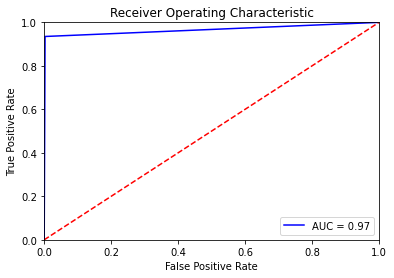 Receiver Operating Characteristic
True Positive Rate
1.0
0.8
0.6
0.4
0.2
0.0
AUC = 0.97
0.0 0.2 0.4 0.6 0.8 1.0
False Positive Rate